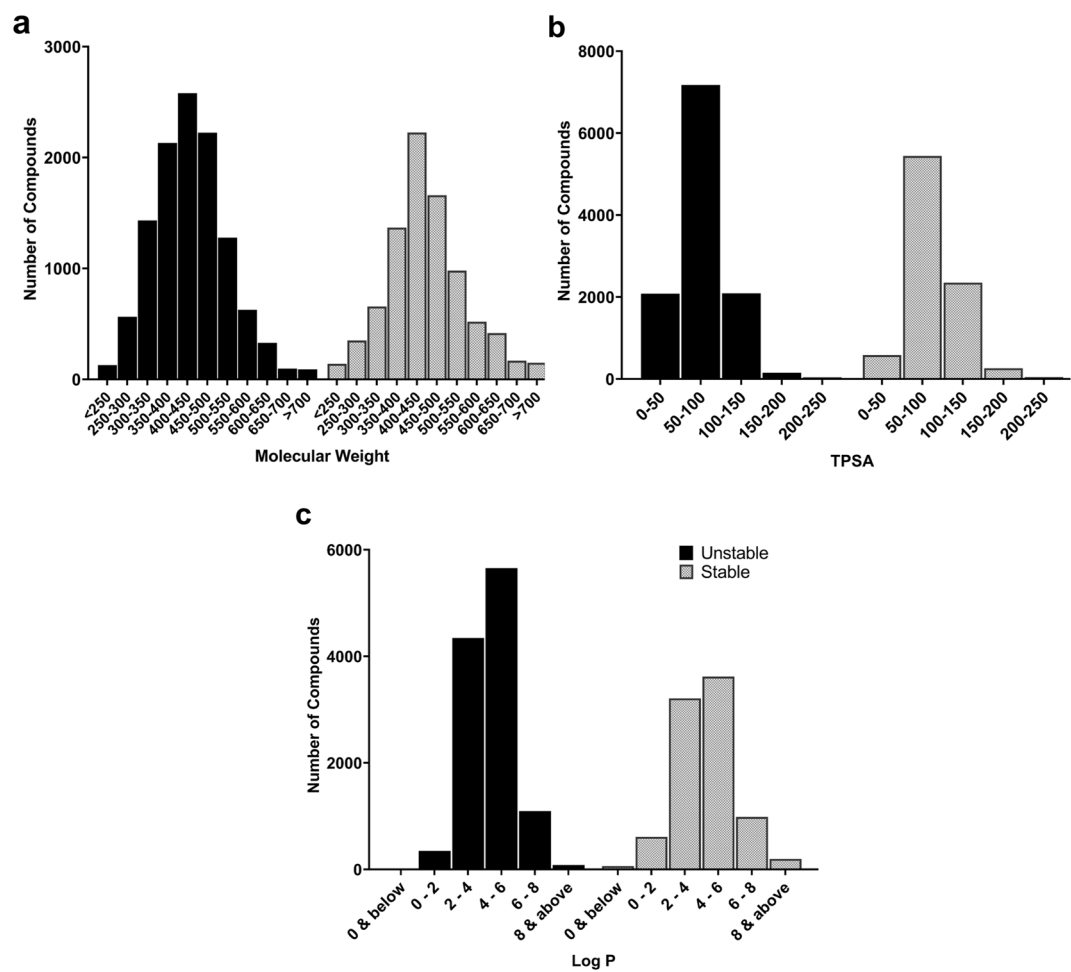 a
3000
2000
1000
0
Number of Compounds
<250
250-300
300-350
350-400
400-450
450-500
500-550
550-600
600-650
650-700
>700
<250
250-300
300-350
350-400
400-450
450-500
500-550
550-600
600-650
650-700
>700
Molecular Weight
b
8000
6000
4000
2000
0
Number of Compounds
0-50
50-100
100-150
150-200
200-250
0-50
50-100
100-150
150-200
200-250
TPSA
c
6000
4000
2000
0
Number of Compounds
Unstable
Stable
0 & below
0 - 2
2 - 4
4 - 6
6 - 8
8 & above
0 & below
0 - 2
2 - 4
4 - 6
6 - 8
8 & above
Log P